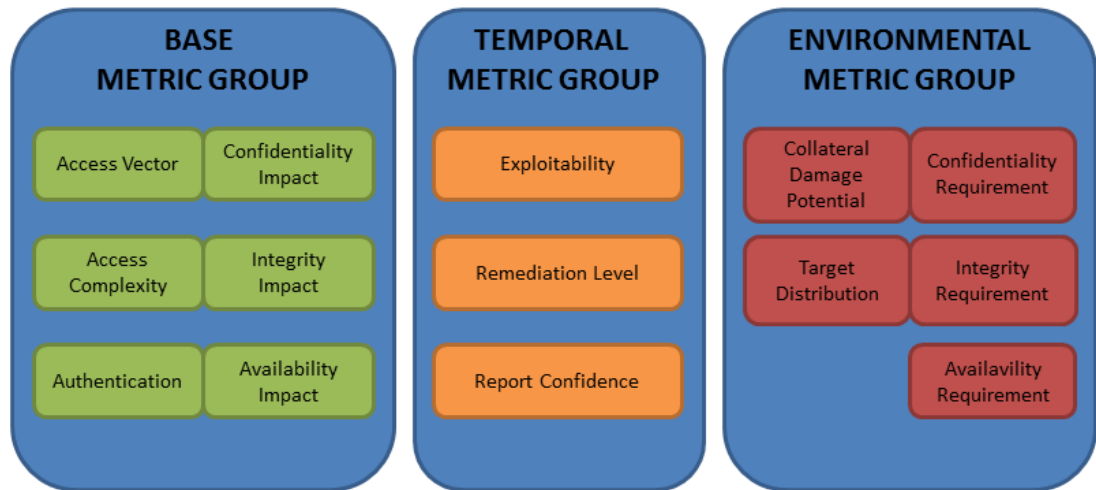 BASE
METRIC GROUP
Access Vector
Confidentiality
Impact
Access
Complexity
Integrity
Impact
Authentication
Availability
Impact
TEMPORAL
METRIC GROUP
Exploitability
Remediation Level
Report Confidence
ENVIRONMENTAL
METRIC GROUP
Collateral
Damage
Potential
Confidentiality
Requirement
Target
Distribution
Integrity
Requirement
Availavility
Requirement